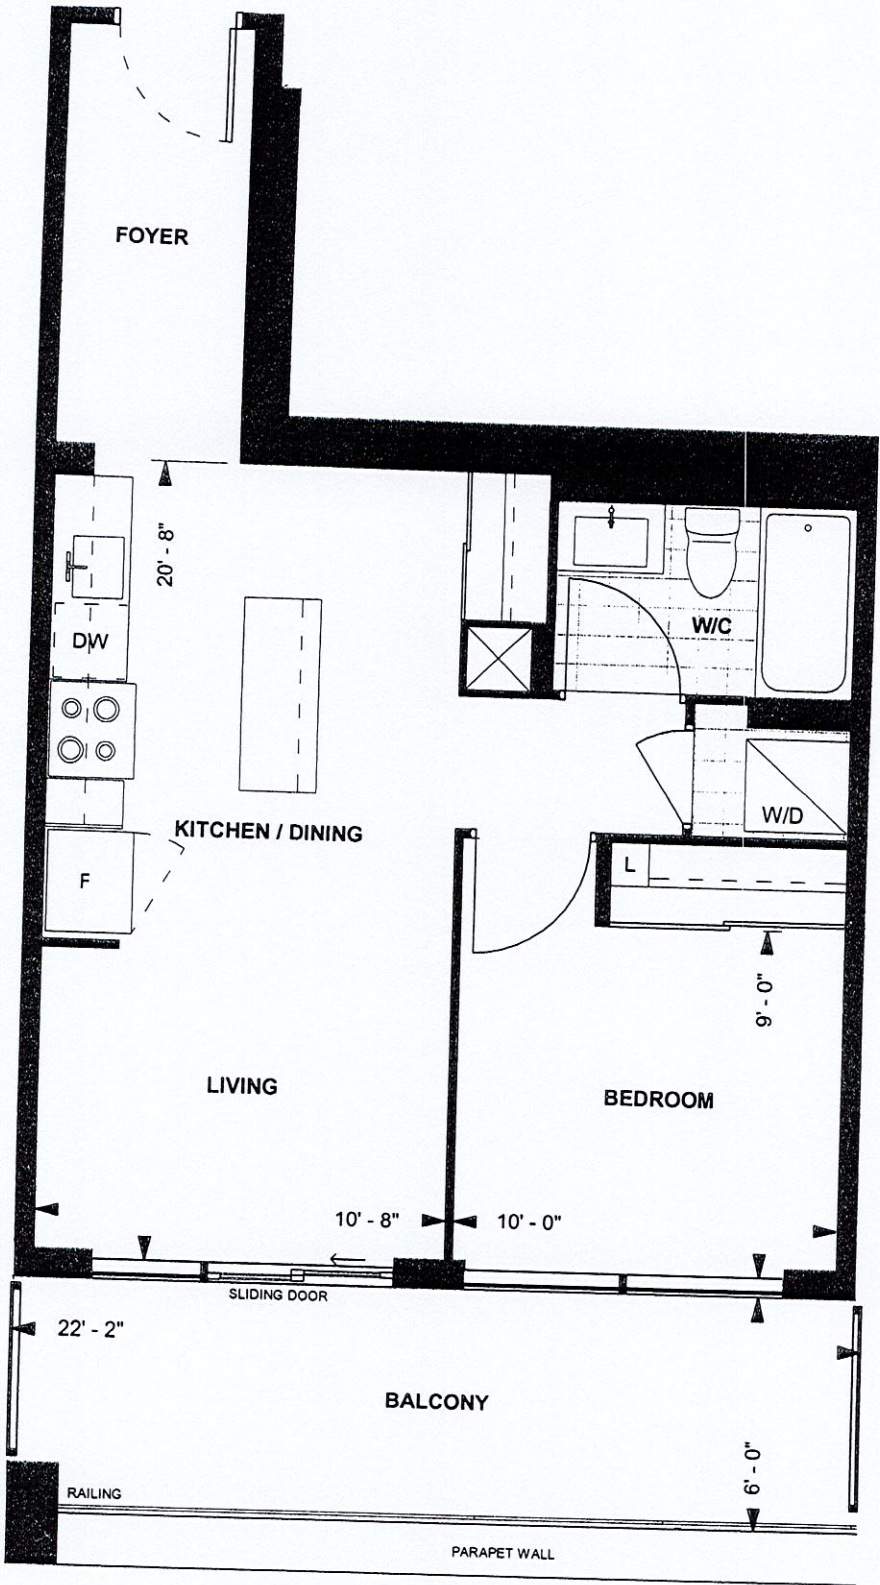 FOYER
20' - 8"
DW
W/C
W/D
KITCHEN / DINING
F
L
9' - 0"
LIVING
BEDROOM
10' - 8"
10' - 0"
SLIDING DOOR
22' - 2"
BALCONY
6' - 0"
RAILING
PARAPET WALL